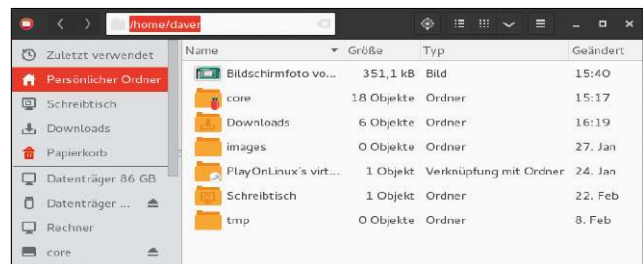 /home/daver
Zuletzt verwendet
Persönlicher Ordner
Schreibtisch
Downloads
Papierkorb
Datenträger 86 GB
Datenträger ...
Rechner
core
Name Größe Typ Geändert
Bildschirmfoto vo... 351,1 kB Bild 15:40
core 18 Objekte Ordner 15:17
Downloads 6 Objekte Ordner 16:19
images 0 Objekte Ordner 27. Jan
PlayOnLinux's virt... 1 Objekt Verknüpfung mit Ordner 24. Jan
Schreibtisch 1 Objekt Ordner 22. Feb
tmp 0 Objekte Ordner 8. Feb